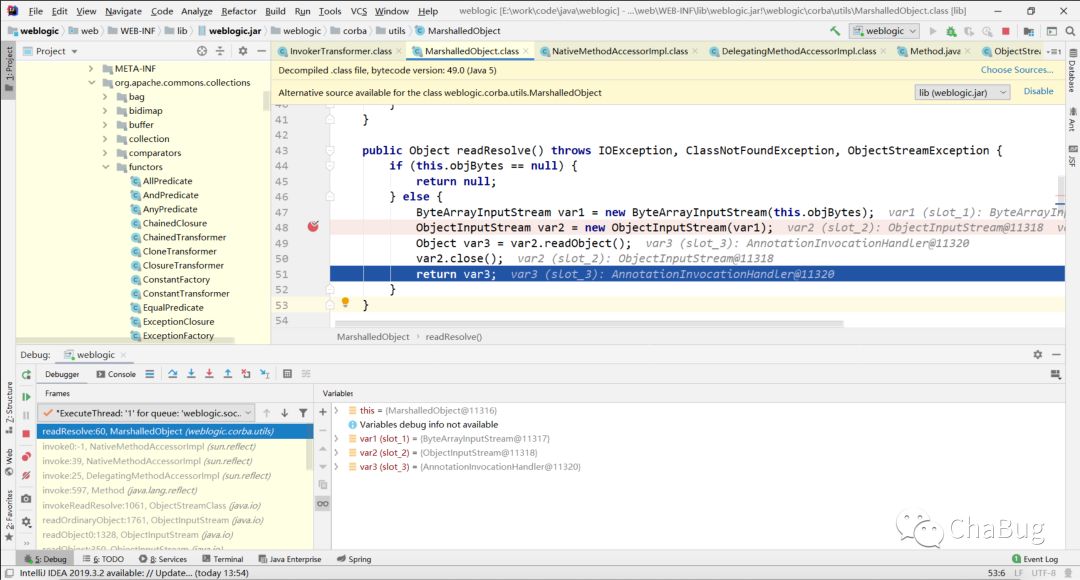 File Edit View Navigate Code Analyze Refactor Build Run Tools VCS Window Help weblogic [E:\work\code\java\weblogic] - ...\web\WEB-INF\lib\weblogic.jar!\weblogic\corba\utils\MarshalledObject.class [lib]
weblogic web WEB-INF lib weblogic.jar weblogic corba utils MarshalledObject weblogic
Project InvokerTransformer.class MarshalledObject.class NativeMethodAccessorImpl.class DelegatingMethodAccessorImpl.class Method.java ObjectStrea
1: Project
META-INF
org.apache.commons.collections
bag
bidimap
buffer
collection
comparators
functors
AllPredicate
AndPredicate
AnyPredicate
ChainedClosure
ChainedTransformer
CloneTransformer
ClosureTransformer
ConstantFactory
ConstantTransformer
EqualPredicate
ExceptionClosure
ExceptionFactory
Decompiled .class file, bytecode version: 49.0 (Java 5) Choose Sources...
Alternative source available for the class weblogic.corba.utils.MarshalledObject lib (weblogic.jar) Disable
40 }
41 }
42
43 public Object readResolve() throws IOException, ClassNotFoundException, ObjectStreamException {
44 if (this.objBytes == null) {
45 return null;
46 } else {
47 ByteArrayInputStream var1 = new ByteArrayInputStream(this.objBytes); var1 (slot_1): ByteArrayInp
48 ObjectInputStream var2 = new ObjectInputStream(var1); var2 (slot_2): ObjectInputStream@11318 va
49 Object var3 = var2.readObject(); var3 (slot_3): AnnotationInvocationHandler@11320
50 var2.close(); var2 (slot_2): ObjectInputStream@11318
51 return var3; var3 (slot_3): AnnotationInvocationHandler@11320
52 }
53 }
54
MarshalledObject readResolve()
Database
Ant
JSF
Debug: weblogic
Debugger Console
Frames
"ExecuteThread: '1' for queue: 'weblogic.soc...
readResolve:60, MarshalledObject (weblogic.corba.utils)
invoke0:-1, NativeMethodAccessorImpl (sun.reflect)
invoke:39, NativeMethodAccessorImpl (sun.reflect)
invoke:25, DelegatingMethodAccessorImpl (sun.reflect)
invoke:597, Method (java.lang.reflect)
invokeReadResolve:1061, ObjectStreamClass (java.io)
readOrdinaryObject:1761, ObjectInputStream (java.io)
readObject0:1328, ObjectInputStream (java.io)
readObject:350, ObjectInputStream (java.io)
Variables
this = {MarshalledObject@11316}
Variables debug info not available
var1 (slot_1) = {ByteArrayInputStream@11317}
var2 (slot_2) = {ObjectInputStream@11318}
var3 (slot_3) = {AnnotationInvocationHandler@11320}
Z: Structure
Web
2: Favorites
ChaBug
5: Debug 6: TODO 8: Services Terminal Java Enterprise Spring 1 Event Log
IntelliJ IDEA 2019.3.2 available: // Update... (today 13:54) 53:6 LF UTF-8